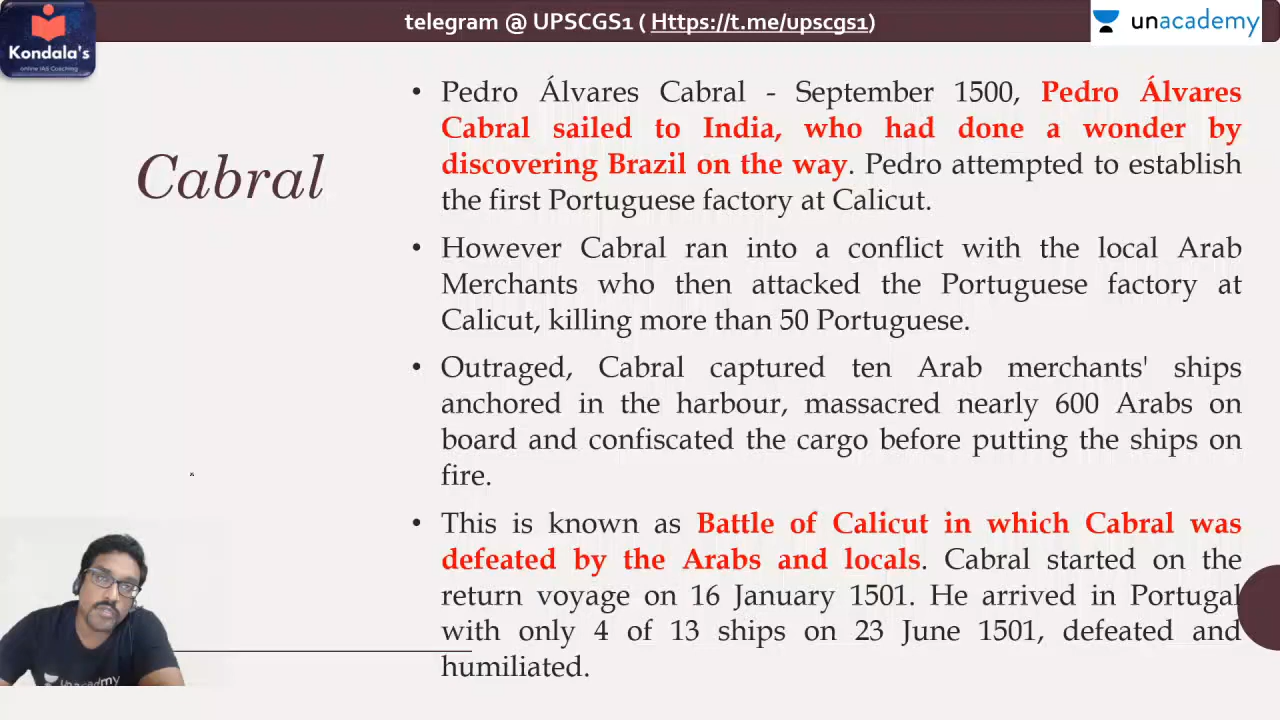 telegram @ UPSCGS1 ( Https://t.me/upscgs1)
Kondala's
online IAS Coaching
unacademy
Cabral
• Pedro Álvares Cabral - September 1500, Pedro Álvares
Cabral sailed to India, who had done a wonder by
discovering Brazil on the way. Pedro attempted to establish
the first Portuguese factory at Calicut.
• However Cabral ran into a conflict with the local Arab
Merchants who then attacked the Portuguese factory at
Calicut, killing more than 50 Portuguese.
• Outraged, Cabral captured ten Arab merchants' ships
anchored in the harbour, massacred nearly 600 Arabs on
board and confiscated the cargo before putting the ships on
fire.
• This is known as Battle of Calicut in which Cabral was
defeated by the Arabs and locals. Cabral started on the
return voyage on 16 January 1501. He arrived in Portugal
with only 4 of 13 ships on 23 June 1501, defeated and
humiliated.
unacademy